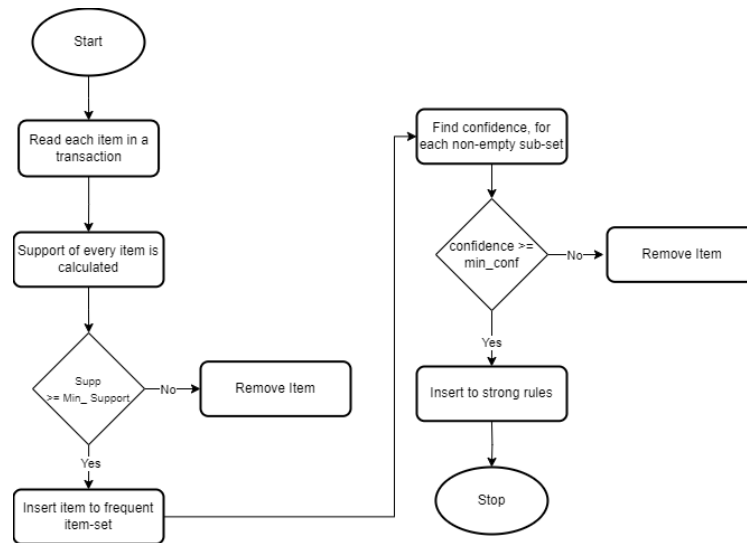 Start
Read each item in a
transaction
Support of every item is
calculated
Supp
>= Min_ Support
No
Remove Item
Yes
Insert item to frequent
item-set
Find confidence, for
each non-empty sub-set
confidence >=
min_conf
No
Remove Item
Yes
Insert to strong rules
Stop